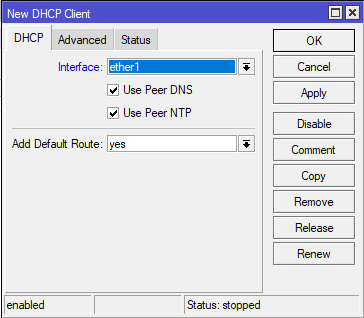 New DHCP Client
DHCP Advanced Status
Interface: ether1
Use Peer DNS
Use Peer NTP
Add Default Route: yes
OK
Cancel
Apply
Disable
Comment
Copy
Remove
Release
Renew
enabled Status: stopped